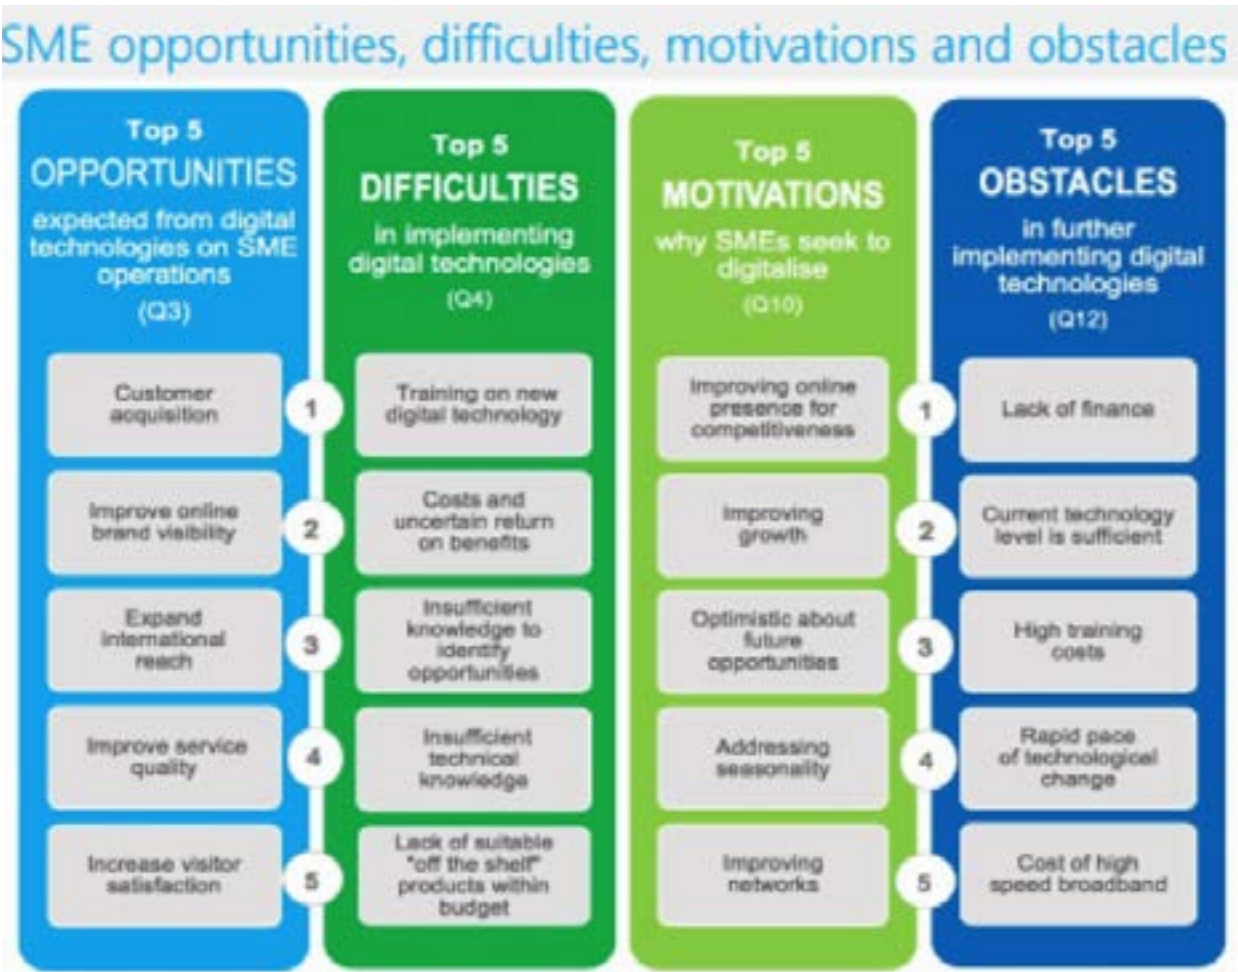 SME opportunities, difficulties, motivations and obstacles
Top 5
OPPORTUNITIES
expected from digital
technologies on SME
operations
(Q3)
Customer
acquisition
Improve online
brand visibility
Expand
international
reach
Improve service
quality
Increase visitor
satisfaction
1
2
3
4
5
Top 5
DIFFICULTIES
in implementing
digital technologies
(Q4)
Training on new
digital technology
Costs and
uncertain return
on benefits
Insufficient
knowledge to
identify
opportunities
Insufficient
technical
knowledge
Lack of suitable
"off the shelf"
products within
budget
Top 5
MOTIVATIONS
why SMEs seek to
digitalise
(Q10)
Improving online
presence for
competitiveness
Improving
growth
Optimistic about
future
opportunities
Addressing
seasonality
Improving
networks
1
2
3
4
5
Top 5
OBSTACLES
in further
implementing digital
technologies
(Q12)
Lack of finance
Current technology
level is sufficient
High training
costs
Rapid pace
of technological
change
Cost of high
speed broadband